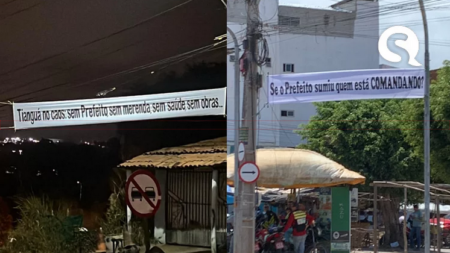 Tianguá no caos: sem Prefeito, sem merenda, sem saúde, sem obras...
Se o Prefeito sumiu quem está COMANDANDO?